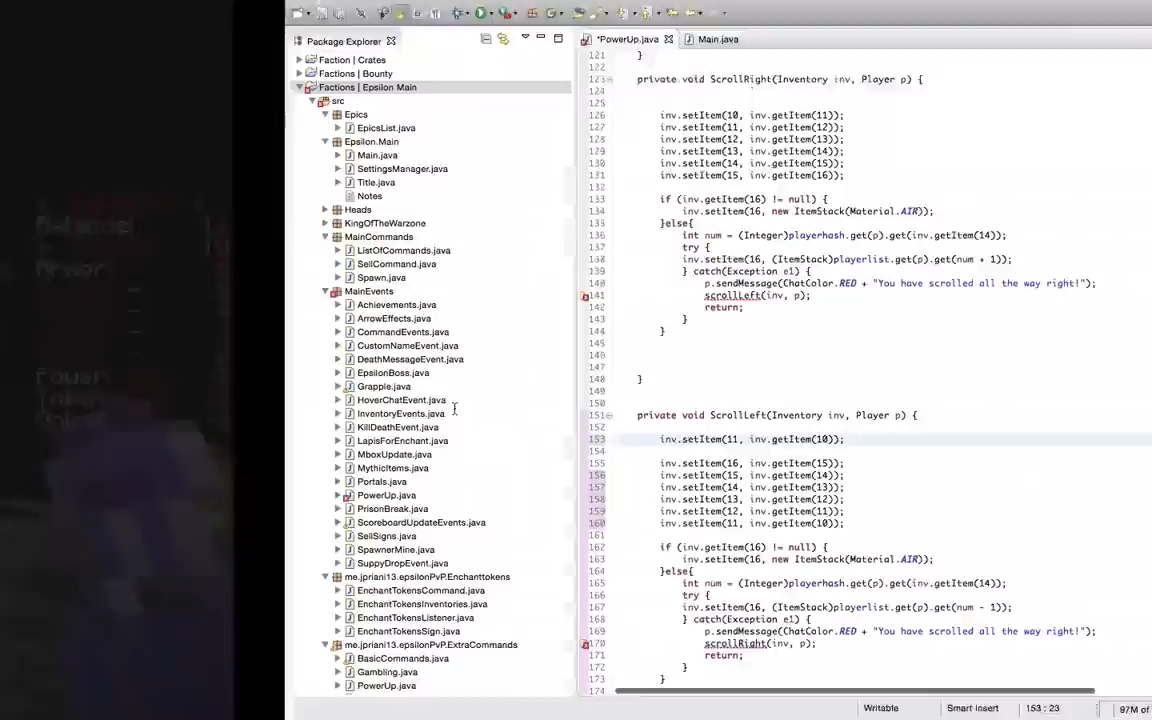 Package Explorer
*PowerUp.java
Main.java
Faction | Crates
Factions | Bounty
Factions | Epsilon Main
src
Epics
EpicsList.java
Epsilon.Main
Main.java
SettingsManager.java
Title.java
Notes
Heads
KingOfTheWarzone
MainCommands
ListOfCommands.java
SellCommand.java
Spawn.java
MainEvents
Achievements.java
ArrowEffects.java
CommandEvents.java
CustomNameEvent.java
DeathMessageEvent.java
EpsilonBoss.java
Grapple.java
HoverChatEvent.java
InventoryEvents.java
KillDeathEvent.java
LapisForEnchant.java
MboxUpdate.java
MythicItems.java
Portals.java
PowerUp.java
PrisonBreak.java
ScoreboardUpdateEvents.java
SellSigns.java
SpawnerMine.java
SuppyDropEvent.java
me.jpriani13.epsilonPvP.Enchanttokens
EnchantTokensCommand.java
EnchantTokensInventories.java
EnchantTokensListener.java
EnchantTokensSign.java
me.jpriani13.epsilonPvP.ExtraCommands
BasicCommands.java
Gambling.java
PowerUp.java
121 }
122
123 private void ScrollRight(Inventory inv, Player p) {
124
125
126 inv.setItem(10, inv.getItem(11));
127 inv.setItem(11, inv.getItem(12));
128 inv.setItem(12, inv.getItem(13));
129 inv.setItem(13, inv.getItem(14));
130 inv.setItem(14, inv.getItem(15));
131 inv.setItem(15, inv.getItem(16));
132
133 if (inv.getItem(16) != null) {
134 inv.setItem(16, new ItemStack(Material.AIR));
135 }else{
136 int num = (Integer)playerhash.get(p).get(inv.getItem(14));
137 try {
138 inv.setItem(16, (ItemStack)playerlist.get(p).get(num + 1));
139 } catch(Exception e1) {
140 p.sendMessage(ChatColor.RED + "You have scrolled all the way right!");
141 scrollLeft(inv, p);
142 return;
143 }
144 }
145
146
147
148 }
149
150
151 private void ScrollLeft(Inventory inv, Player p) {
152
153 inv.setItem(11, inv.getItem(10));
154
155 inv.setItem(16, inv.getItem(15));
156 inv.setItem(15, inv.getItem(14));
157 inv.setItem(14, inv.getItem(13));
158 inv.setItem(13, inv.getItem(12));
159 inv.setItem(12, inv.getItem(11));
160 inv.setItem(11, inv.getItem(10));
161
162 if (inv.getItem(16) != null) {
163 inv.setItem(16, new ItemStack(Material.AIR));
164 }else{
165 int num = (Integer)playerhash.get(p).get(inv.getItem(14));
166 try {
167 inv.setItem(16, (ItemStack)playerlist.get(p).get(num - 1));
168 } catch(Exception e1) {
169 p.sendMessage(ChatColor.RED + "You have scrolled all the way right!");
170 scrollRight(inv, p);
171 return;
172 }
173 }
174
Writable
Smart Insert
153 : 23
97M of